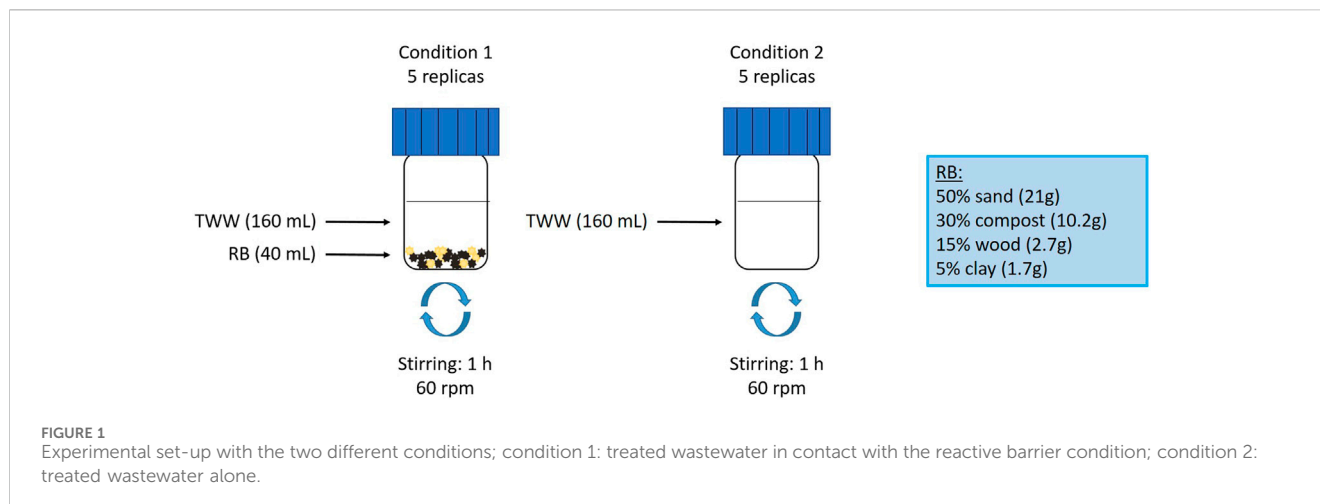 Condition 1
5 replicas
TWW (160 mL)
RB (40 mL)
Stirring: 1 h
60 rpm
Condition 2
5 replicas
TWW (160 mL)
Stirring: 1 h
60 rpm
RB:
50% sand (21g)
30% compost (10.2g)
15% wood (2.7g)
5% clay (1.7g)
FIGURE 1
Experimental set-up with the two different conditions; condition 1: treated wastewater in contact with the reactive barrier condition; condition 2:
treated wastewater alone.